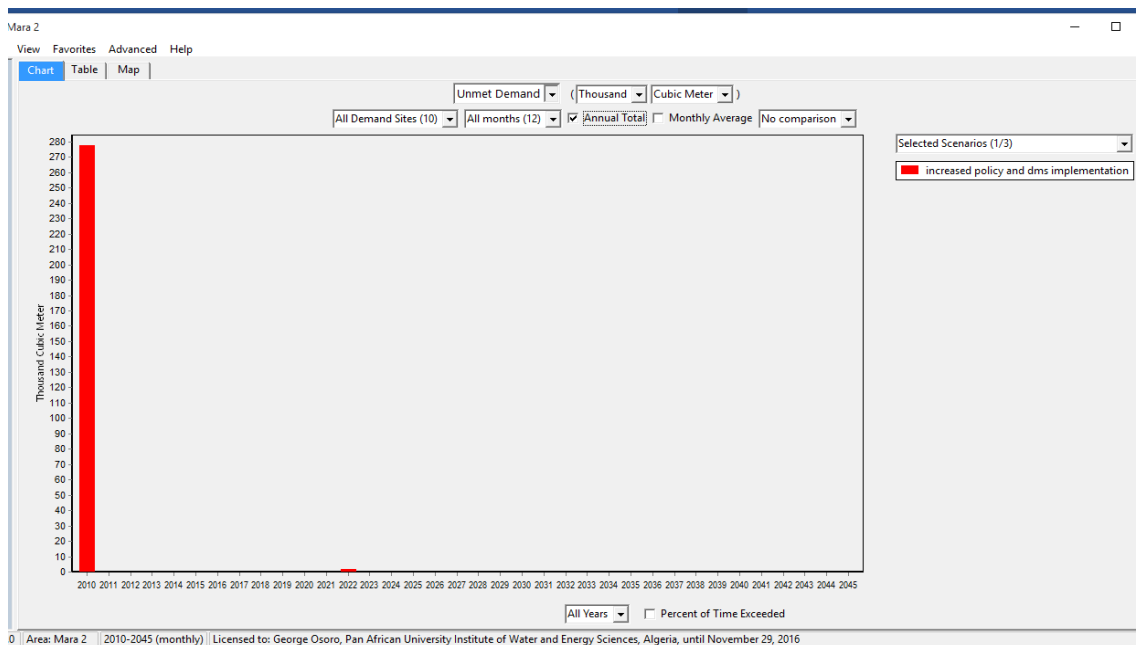 Mara 2
View Favorites Advanced Help
Chart Table Map
Unmet Demand ( Thousand Cubic Meter )
All Demand Sites (10) All months (12) Annual Total Monthly Average No comparison
Selected Scenarios (1/3)
increased policy and dms implementation
280
270
260
250
240
230
220
210
200
190
180
170
160
150
140
130
120
110
100
90
80
70
60
50
40
30
20
10
0
Thousand Cubic Meter
2010 2011 2012 2013 2014 2015 2016 2017 2018 2019 2020 2021 2022 2023 2024 2025 2026 2027 2028 2029 2030 2031 2032 2033 2034 2035 2036 2037 2038 2039 2040 2041 2042 2043 2044 2045
All Years Percent of Time Exceeded
0 Area: Mara 2 2010-2045 (monthly) Licensed to: George Osoro, Pan African University Institute of Water and Energy Sciences, Algeria, until November 29, 2016